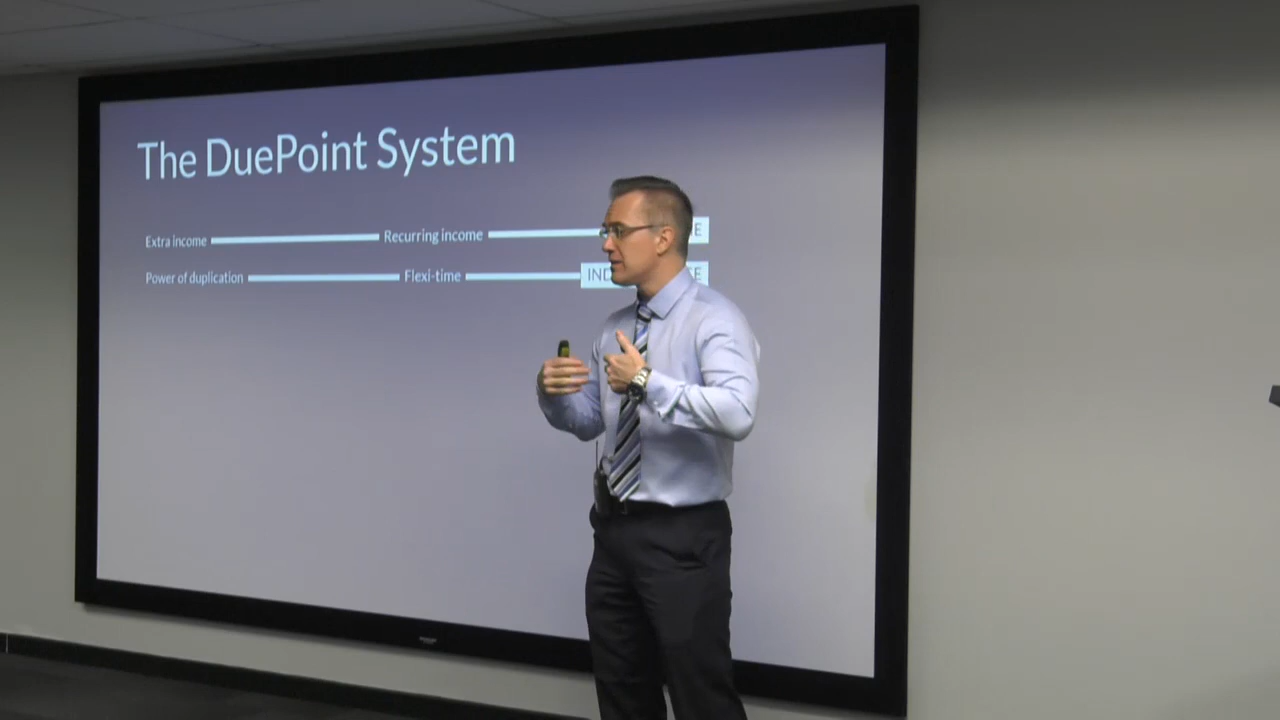 The DuePoint System
Extra income Recurring income
Power of duplication Flexi-time